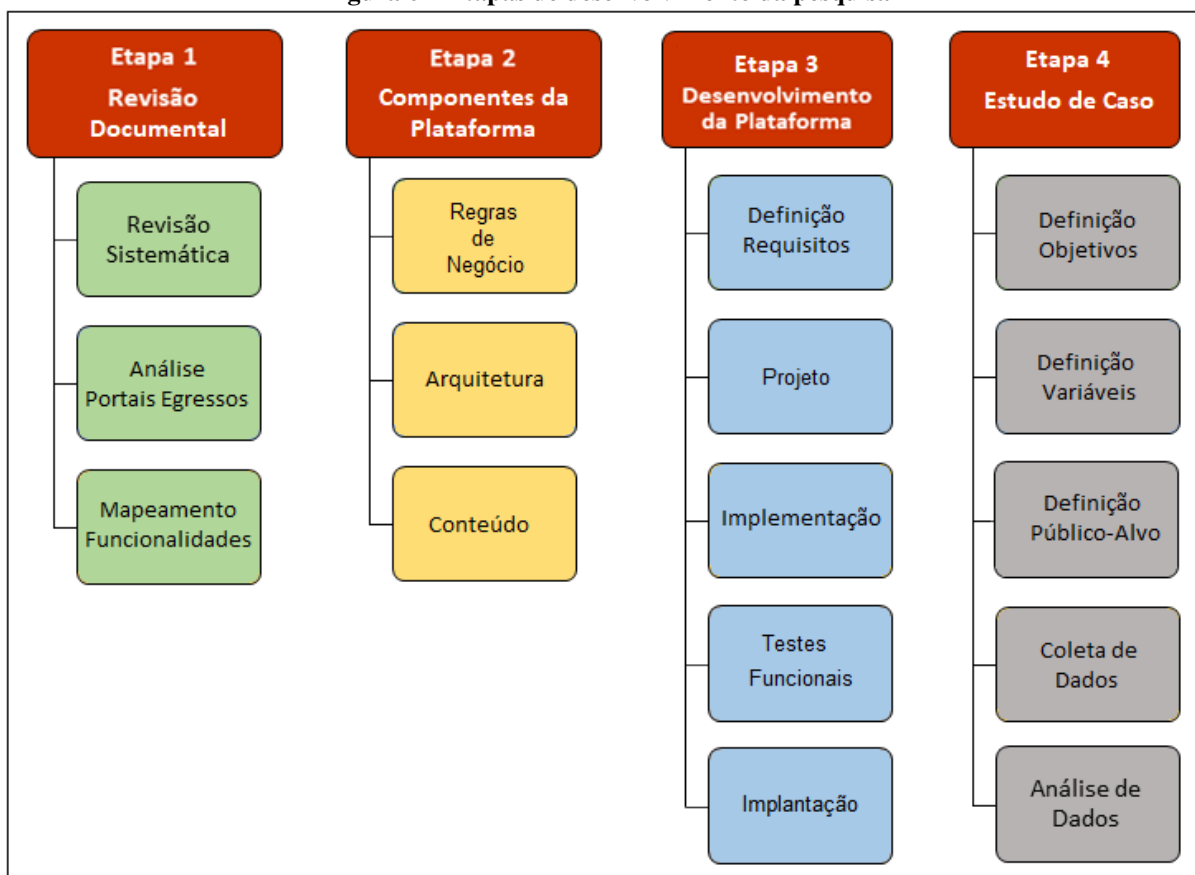 Etapa 1
Revisão
Documental
Revisão
Sistemática
Análise
Portais Egressos
Mapeamento
Funcionalidades
Etapa 2
Componentes da
Plataforma
Regras
de
Negócio
Arquitetura
Conteúdo
Etapa 3
Desenvolvimento
da Plataforma
Definição
Requisitos
Projeto
Implementação
Testes
Funcionais
Implantação
Etapa 4
Estudo de Caso
Definição
Objetivos
Definição
Variáveis
Definição
Público-Alvo
Coleta de
Dados
Análise de
Dados